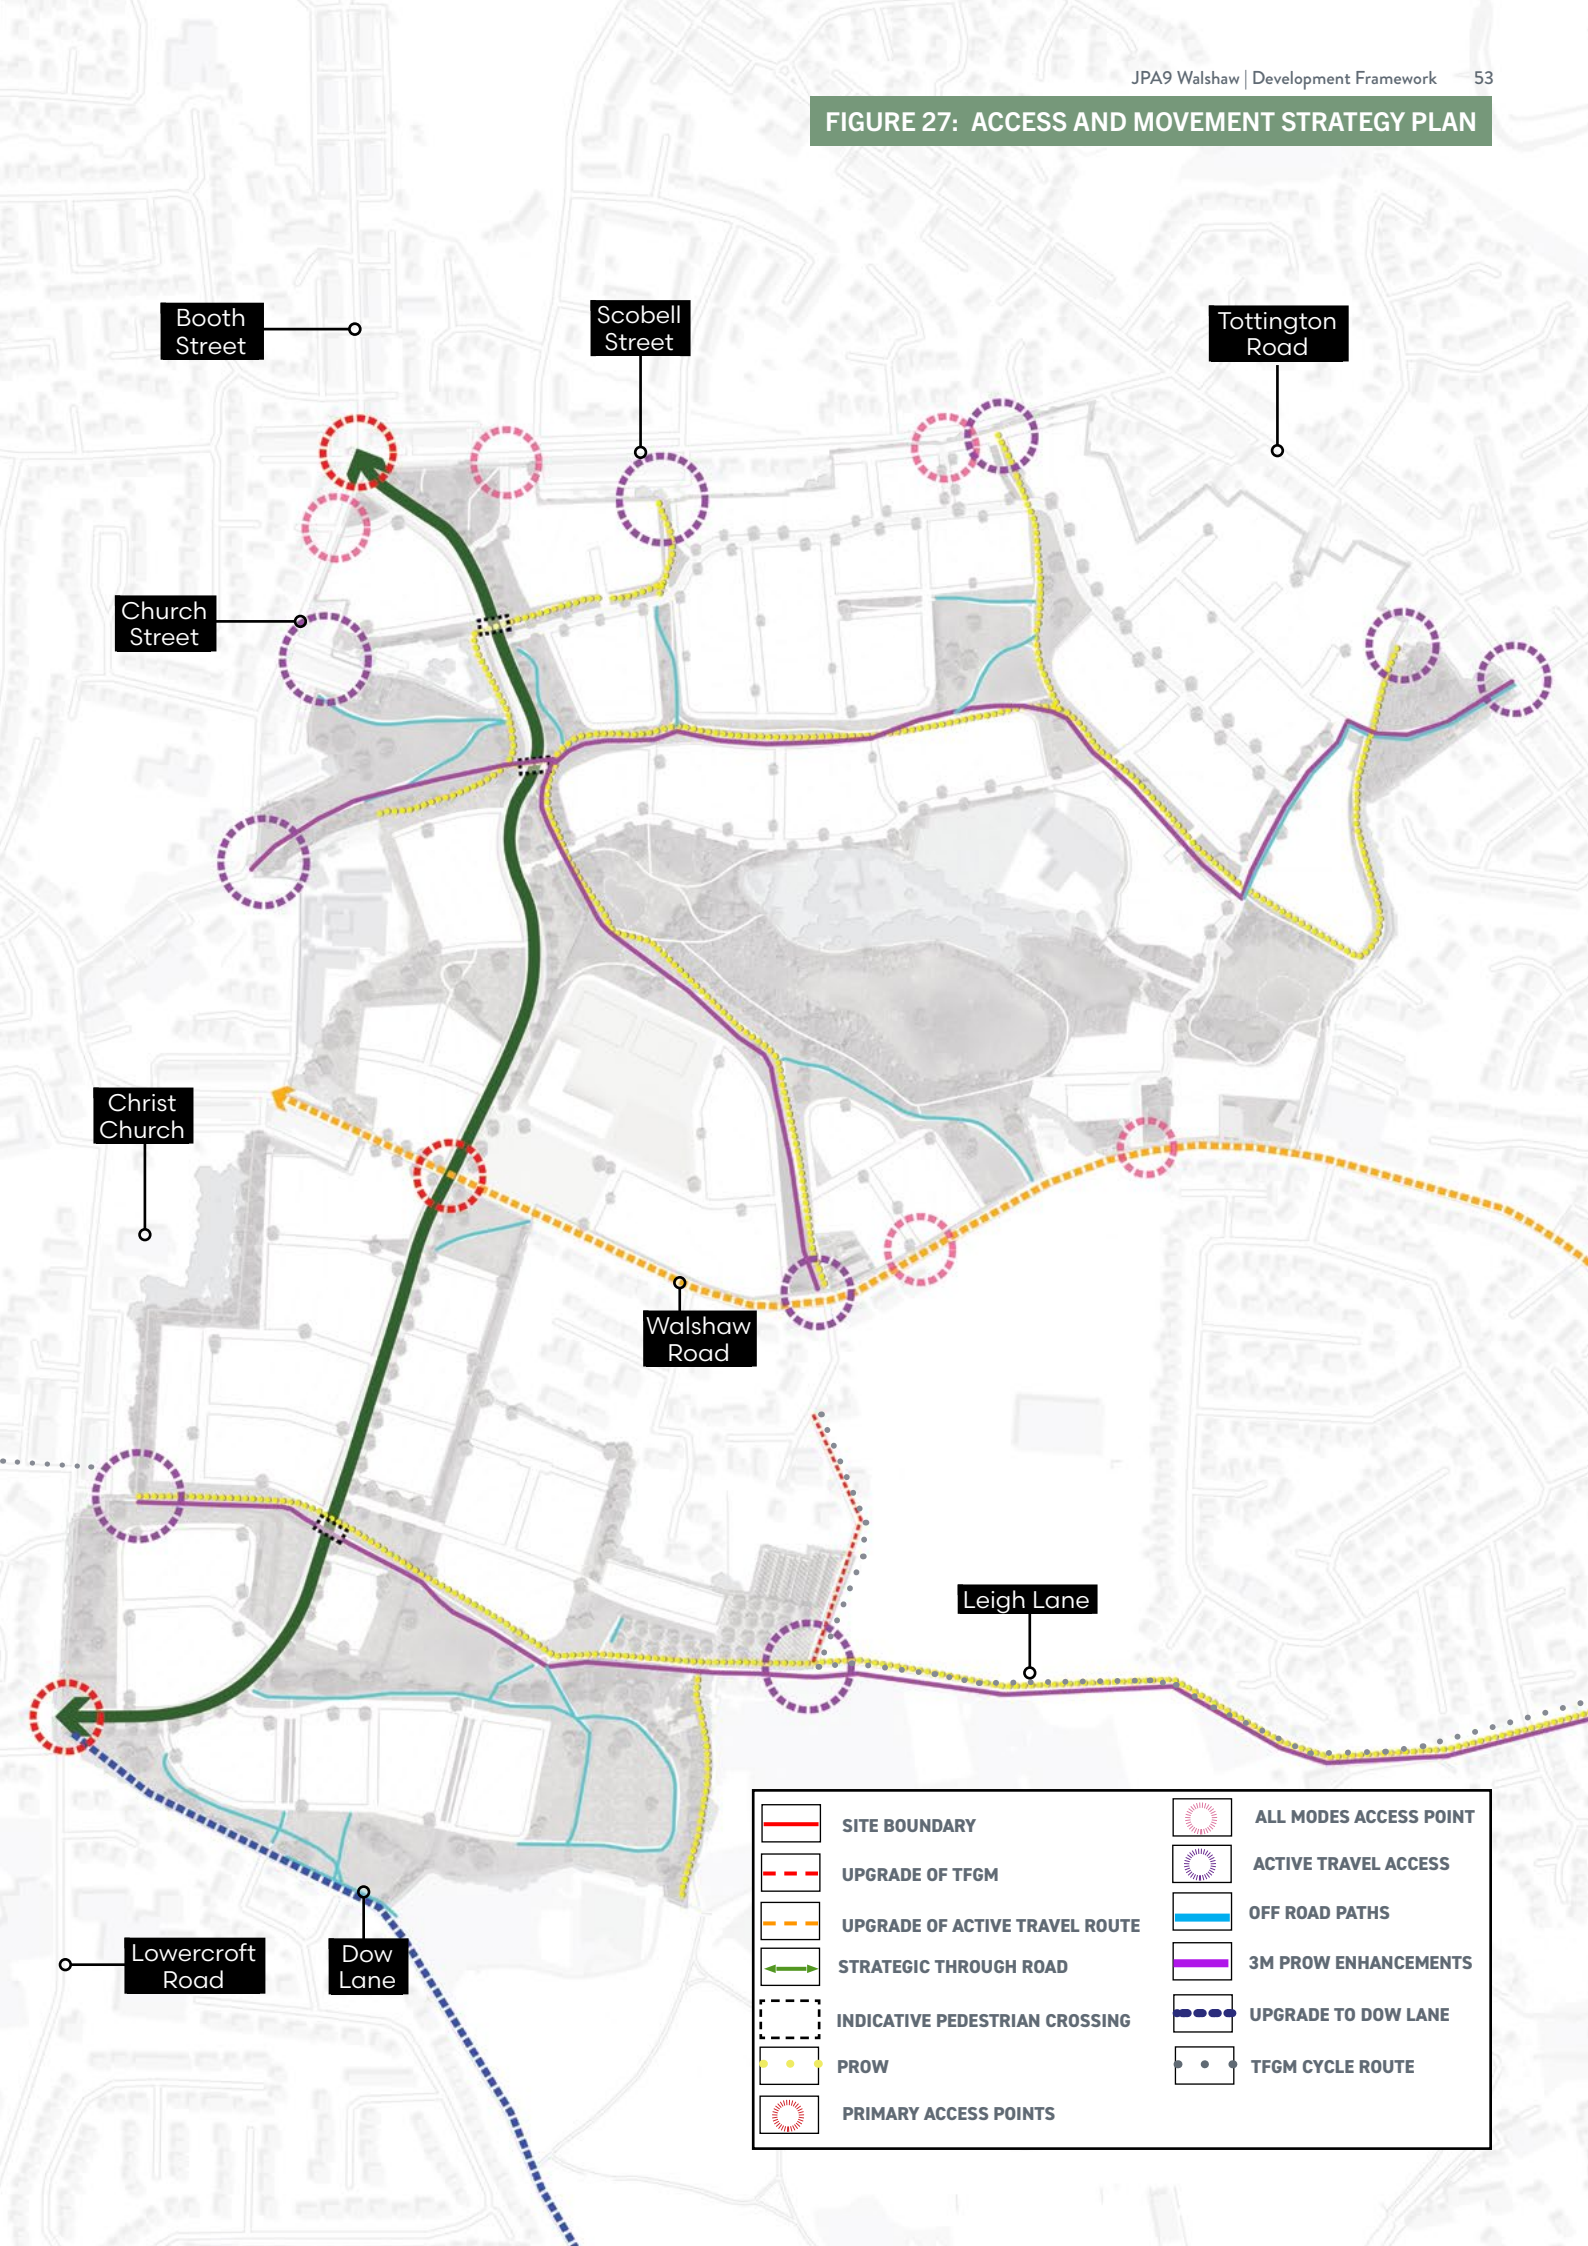 JPA9 Walshaw | Development Framework 53
FIGURE 27: ACCESS AND MOVEMENT STRATEGY PLAN
Booth
Street
Scobell
Street
Tottington
Road
Church
Street
Christ
Church
Walshaw
Road
Leigh Lane
Lowercroft
Road
Dow
Lane
SITE BOUNDARY
UPGRADE OF TFGM
UPGRADE OF ACTIVE TRAVEL ROUTE
STRATEGIC THROUGH ROAD
INDICATIVE PEDESTRIAN CROSSING
PROW
PRIMARY ACCESS POINTS
ALL MODES ACCESS POINT
ACTIVE TRAVEL ACCESS
OFF ROAD PATHS
3M PROW ENHANCEMENTS
UPGRADE TO DOW LANE
TFGM CYCLE ROUTE